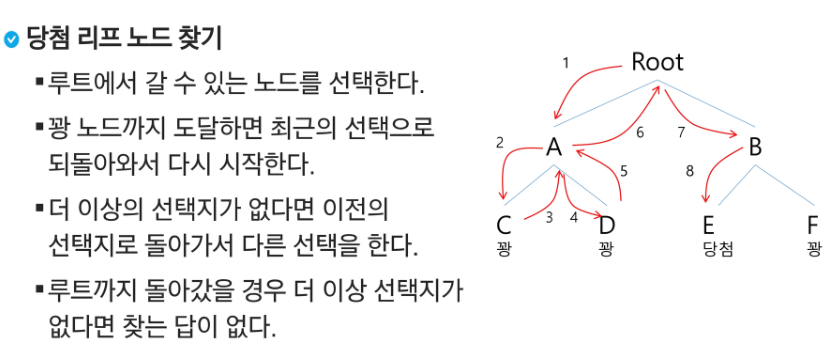 당첨 리프 노드 찾기
▪루트에서 갈 수 있는 노드를 선택한다.
▪꽝 노드까지 도달하면 최근의 선택으로
되돌아와서 다시 시작한다.
▪더 이상의 선택지가 없다면 이전의
선택지로 돌아가서 다른 선택을 한다.
▪루트까지 돌아갔을 경우 더 이상 선택지가
없다면 찾는 답이 없다.
1
Root
2
A
6
7
B
5
8
C
3
4
D
E
F
꽝
꽝
당첨
꽝